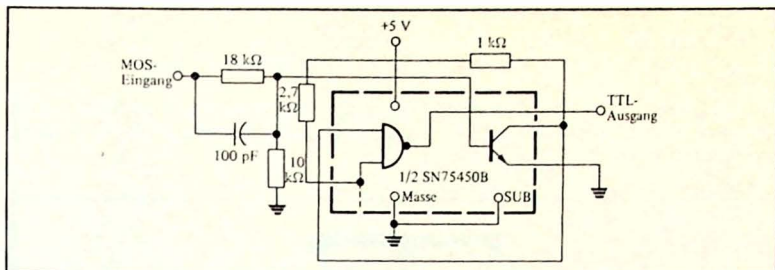 +5 V
1 kΩ
MOS-
Eingang
18 kΩ
2,7
kΩ
TTL-
Ausgang
100 pF
10
kΩ
1/2 SN75450B
Masse
SUB